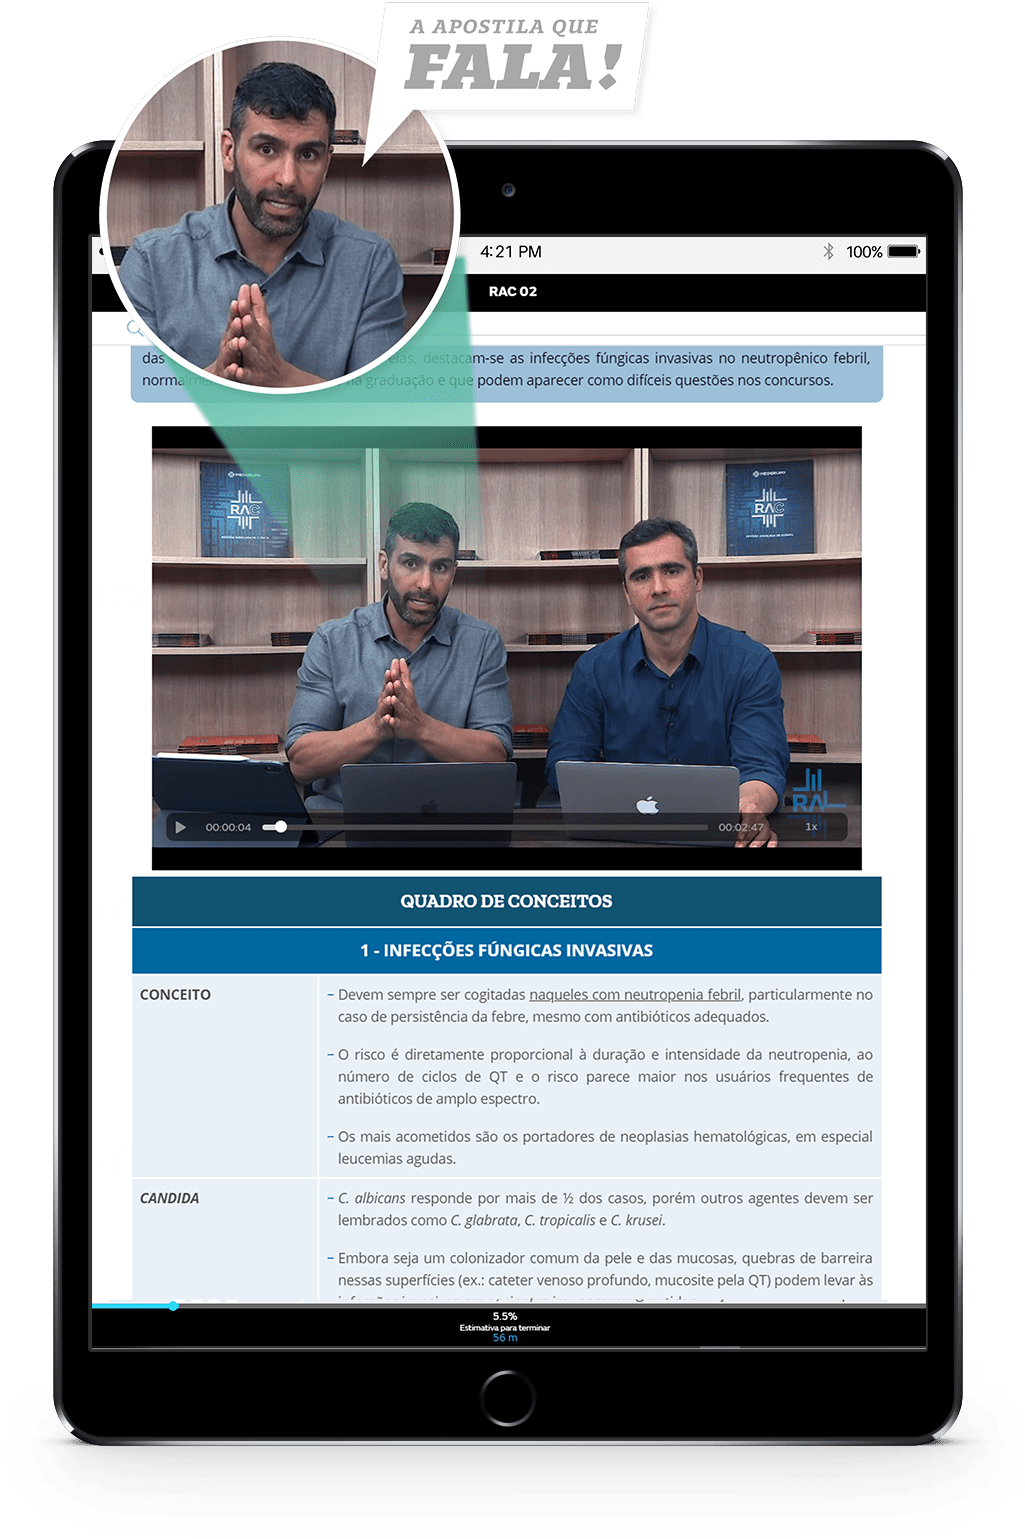 A APOSTILA QUE
FALA!
4:21 PM
100%
RAC 02
das destacam-se as infecções fúngicas invasivas no neutropênico febril,
graduação e que podem aparecer como difíceis questões nos concursos.
MEDGRUPO
RAC
MEDGRUPO
RAC
RAC
00:00:04
00:02:47
1x
QUADRO DE CONCEITOS
1 - INFECÇÕES FÚNGICAS INVASIVAS
CONCEITO
– Devem sempre ser cogitadas naqueles com neutropenia febril, particularmente no
caso de persistência da febre, mesmo com antibióticos adequados.
– O risco é diretamente proporcional à duração e intensidade da neutropenia, ao
número de ciclos de QT e o risco parece maior nos usuários frequentes de
antibióticos de amplo espectro.
– Os mais acometidos são os portadores de neoplasias hematológicas, em especial
leucemias agudas.
CANDIDA
– C. albicans responde por mais de ½ dos casos, porém outros agentes devem ser
lembrados como C. glabrata, C. tropicalis e C. krusei.
– Embora seja um colonizador comum da pele e das mucosas, quebras de barreira
nessas superfícies (ex.: cateter venoso profundo, mucosite pela QT) podem levar às
5.5%
Estimativa para terminar
56 m